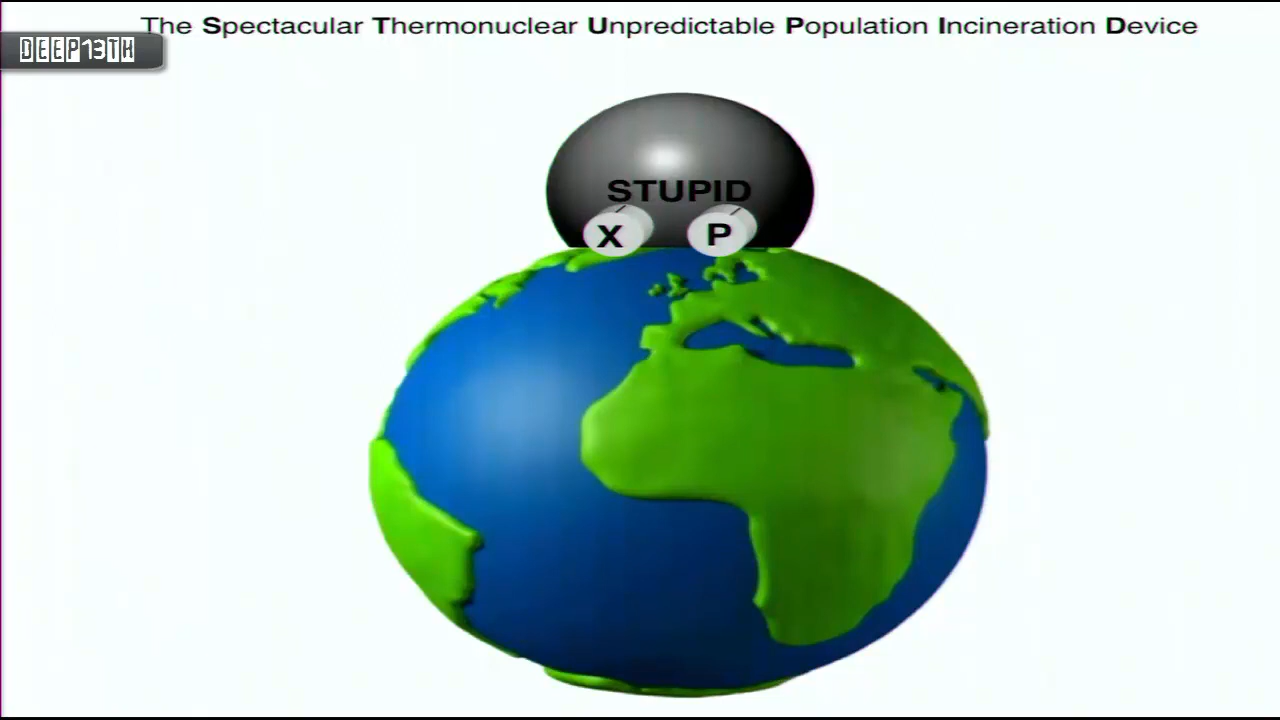 The Spectacular Thermonuclear Unpredictable Population Incineration Device
DEEP13TH
STUPID
X P